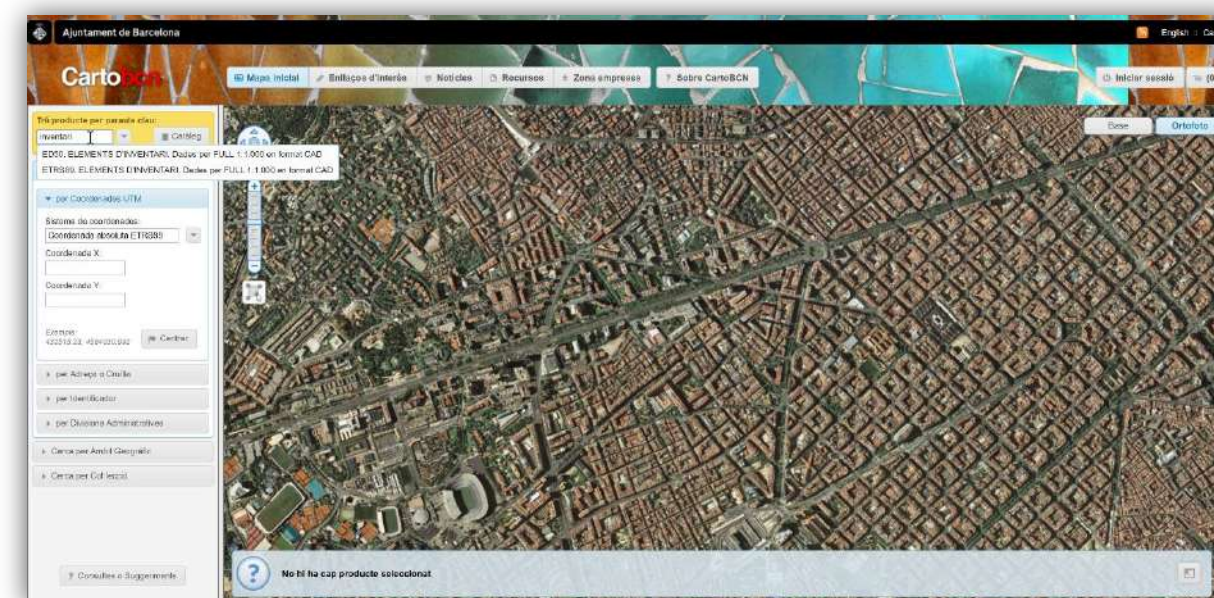 Ajuntament de Barcelona
English
CartoBCN
Mapa inicial
Enllaços d'interès
Notícies
Recursos
Zona empreses
? Sobre CartoBCN
Iniciar sessió
Tria producte per paraula clau:
inventari
Catàleg
ED50. ELEMENTS D'INVENTARI. Dades per FULL 1:1.000 en format CAD
ETRS89. ELEMENTS D'INVENTARI. Dades per FULL 1:1.000 en format CAD
Base
Ortofoto
per Coordenades UTM
Sistema de coordenades:
Coordenada absoluta ETRS89
Coordenada X:
Coordenada Y:
Exemple:
Centrar
per Adreça o Cruïlla
per Identificador
per Divisions Administratives
Cerca per Àmbit Geogràfic
Cerca per Col·lecció
? Consultes o Suggeriments
? No hi ha cap producte seleccionat